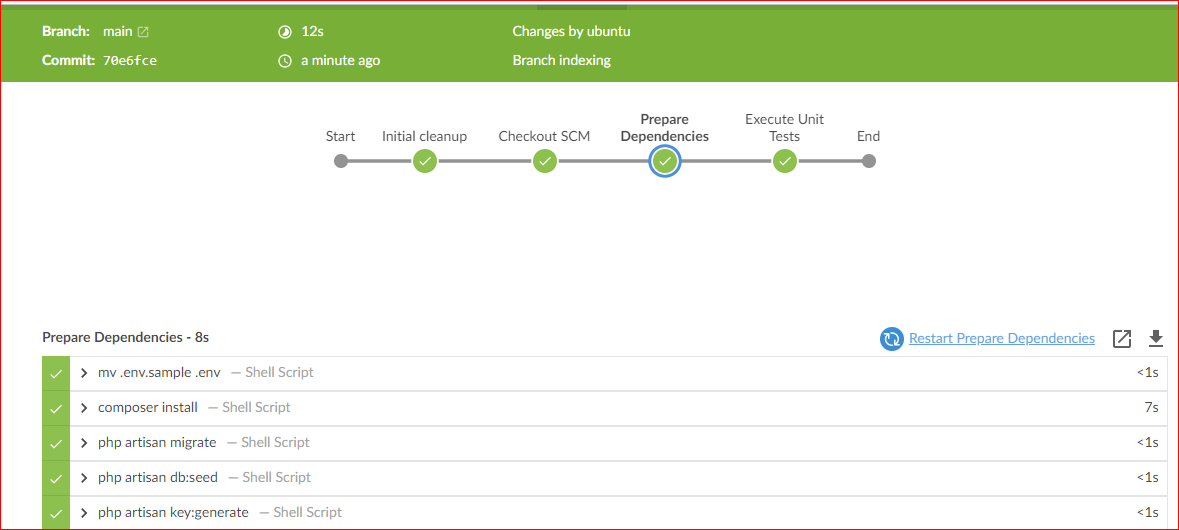 Branch: main 12s Changes by ubuntu
Commit: 70e6fce a minute ago Branch indexing
Start Initial cleanup Checkout SCM Prepare Dependencies Execute Unit Tests End
Prepare Dependencies - 8s Restart Prepare Dependencies
mv .env.sample .env — Shell Script <1s
composer install — Shell Script 7s
php artisan migrate — Shell Script <1s
php artisan db:seed — Shell Script <1s
php artisan key:generate — Shell Script <1s